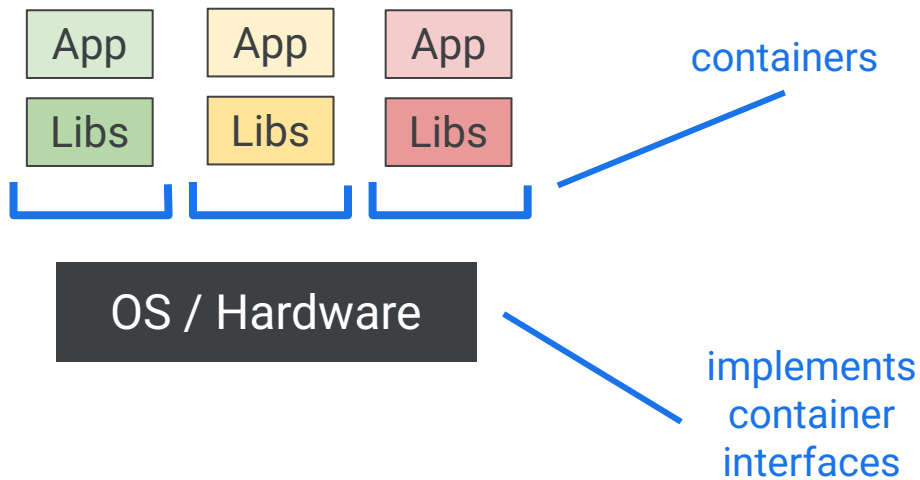 App
App
App
containers
Libs
Libs
Libs
OS / Hardware
implements
container
interfaces